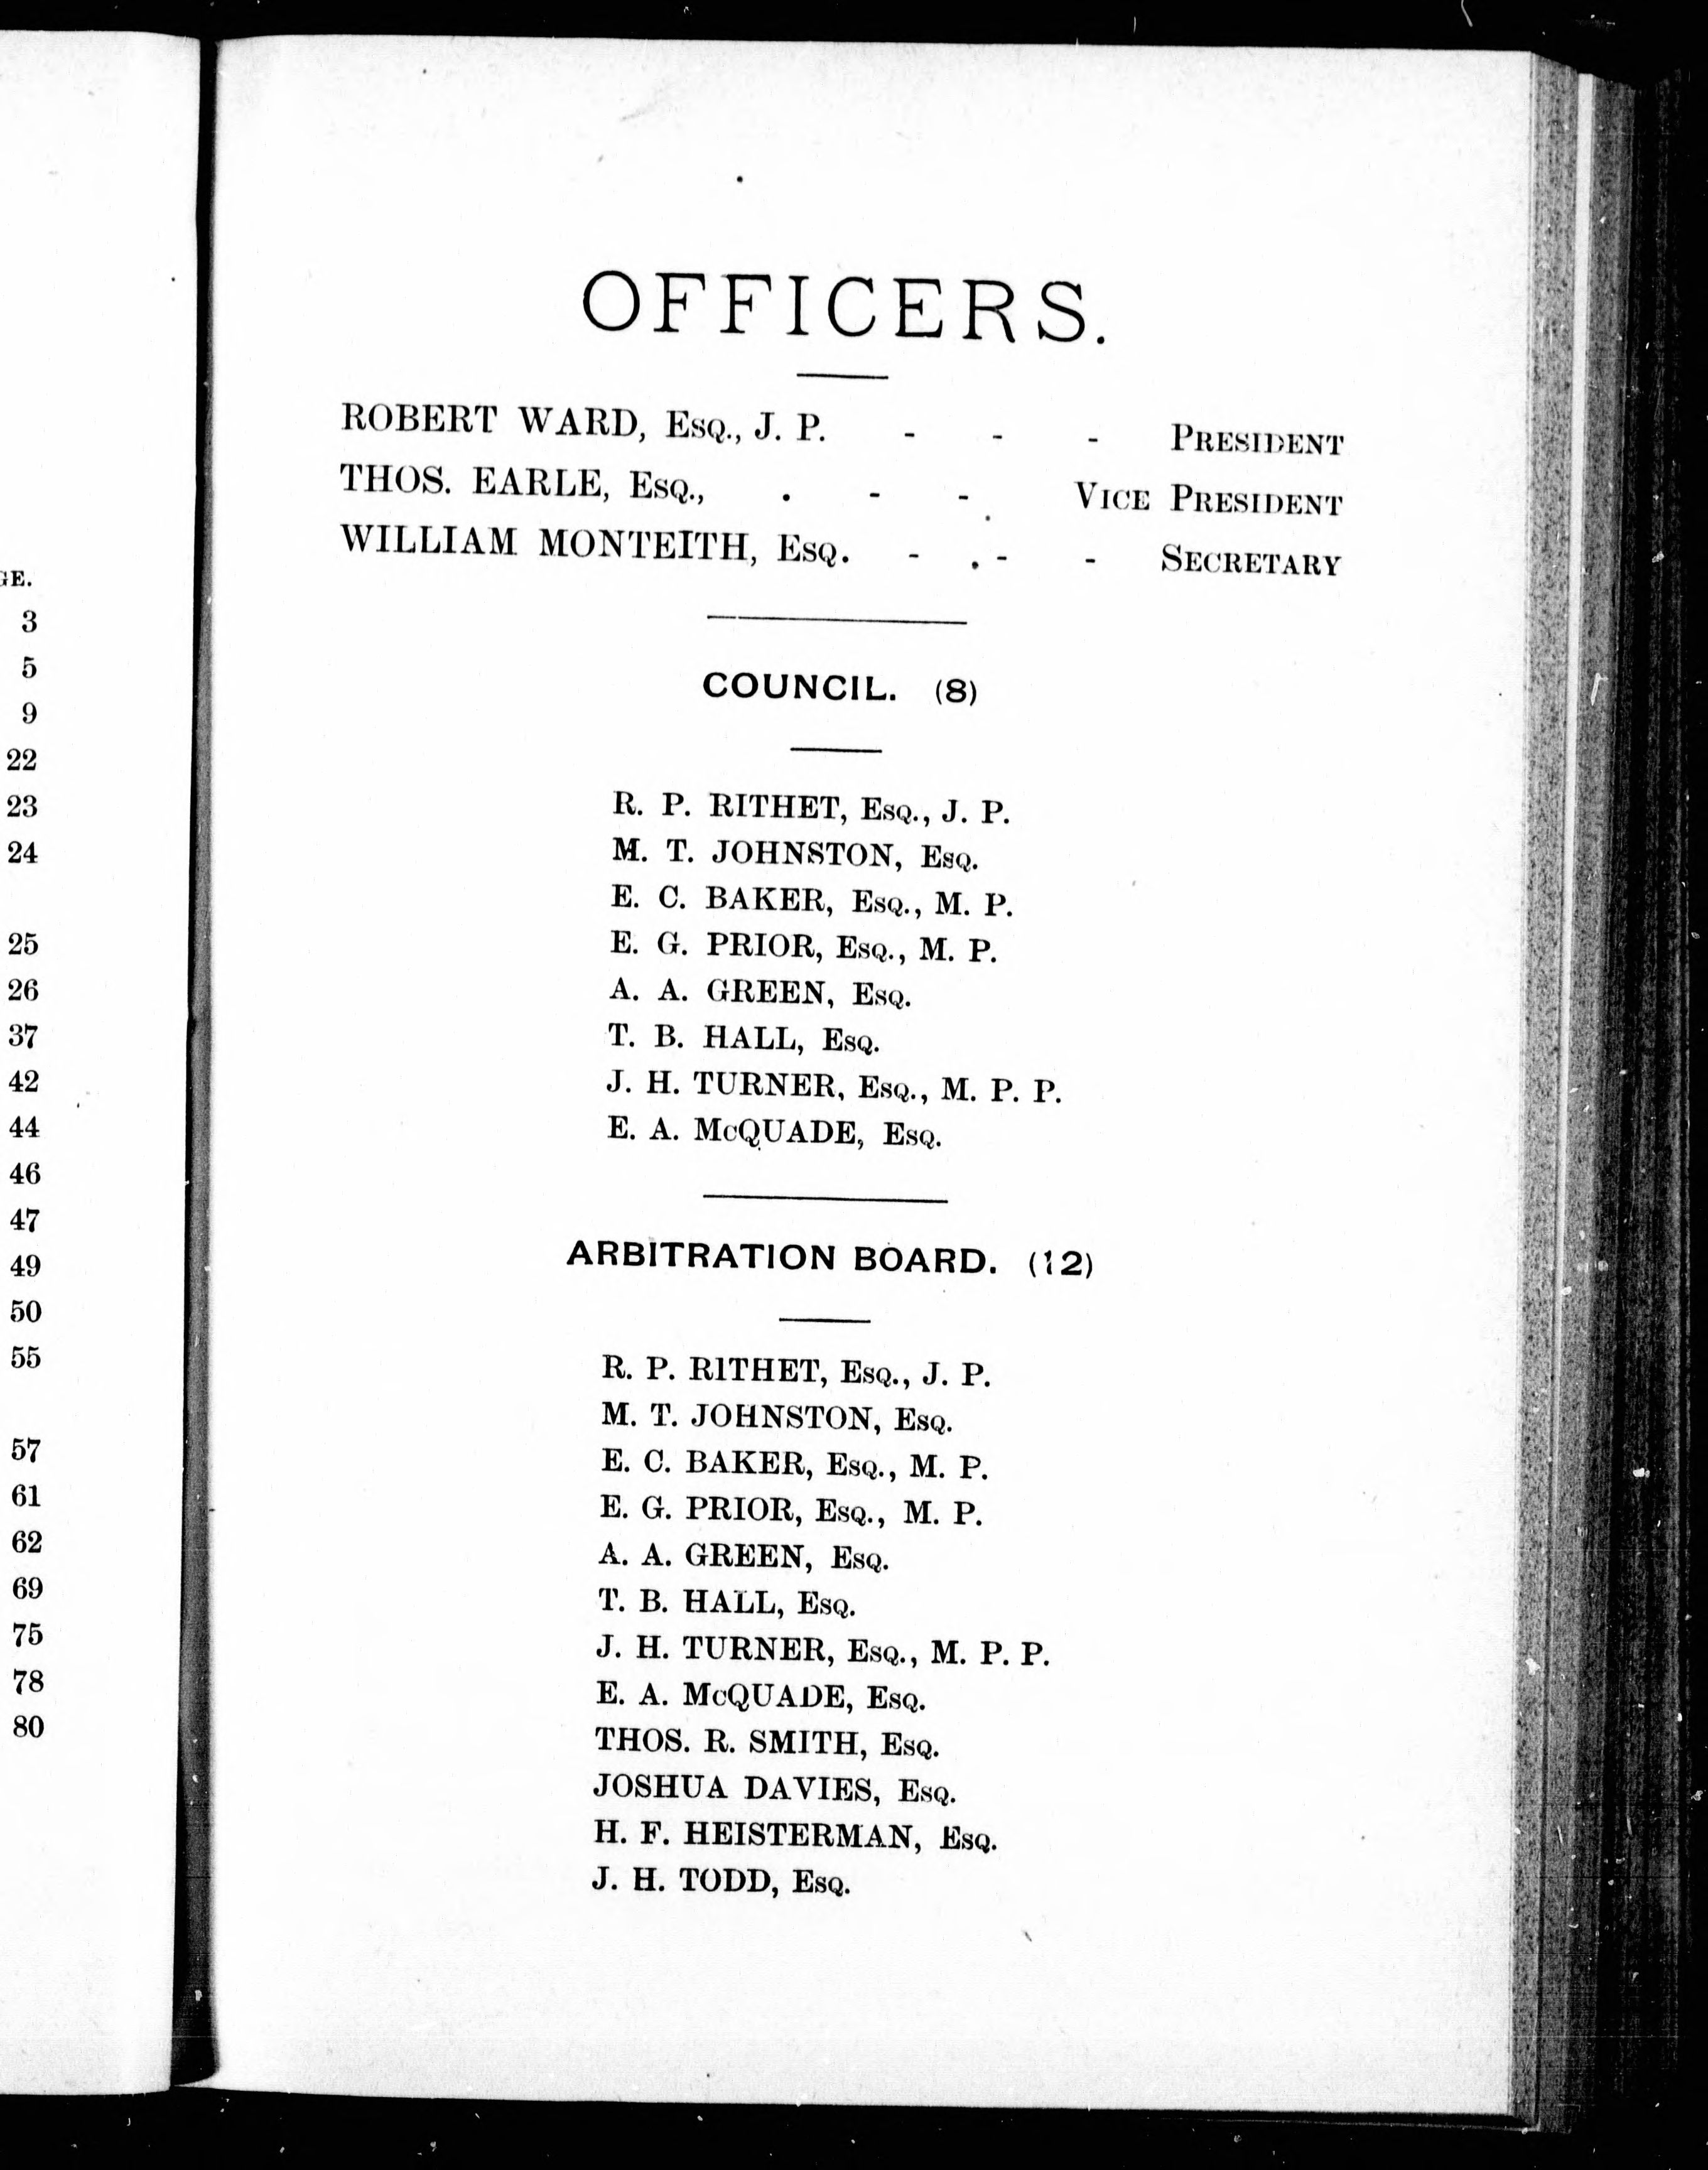 GE.
3
5
9
22
23
24
25
26
37
42
44
46
47
49
50
55
57
61
62
69
75
78
80
OFFICERS.
ROBERT WARD, Esq., J. P. - - - President
THOS. EARLE, Esq., . - - Vice President
WILLIAM MONTEITH, Esq. - - - Secretary
COUNCIL. (8)
R. P. RITHET, Esq., J. P.
M. T. JOHNSTON, Esq.
E. C. BAKER, Esq., M. P.
E. G. PRIOR, Esq., M. P.
A. A. GREEN, Esq.
T. B. HALL, Esq.
J. H. TURNER, Esq., M. P. P.
E. A. McQUADE, Esq.
ARBITRATION BOARD. (12)
R. P. RITHET, Esq., J. P.
M. T. JOHNSTON, Esq.
E. C. BAKER, Esq., M. P.
E. G. PRIOR, Esq., M. P.
A. A. GREEN, Esq.
T. B. HALL, Esq.
J. H. TURNER, Esq., M. P. P.
E. A. McQUADE, Esq.
THOS. R. SMITH, Esq.
JOSHUA DAVIES, Esq.
H. F. HEISTERMAN, Esq.
J. H. TODD, Esq.